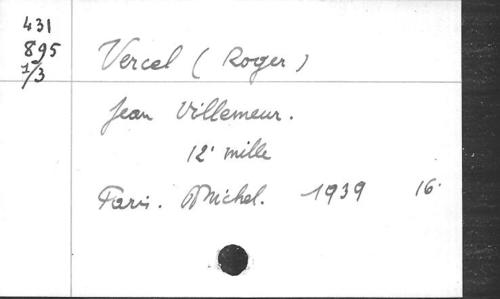 431
895
1/3
Vercel (Roger)
Jean Villemeur.
12e mille
Paris. Michel. 1939 16.